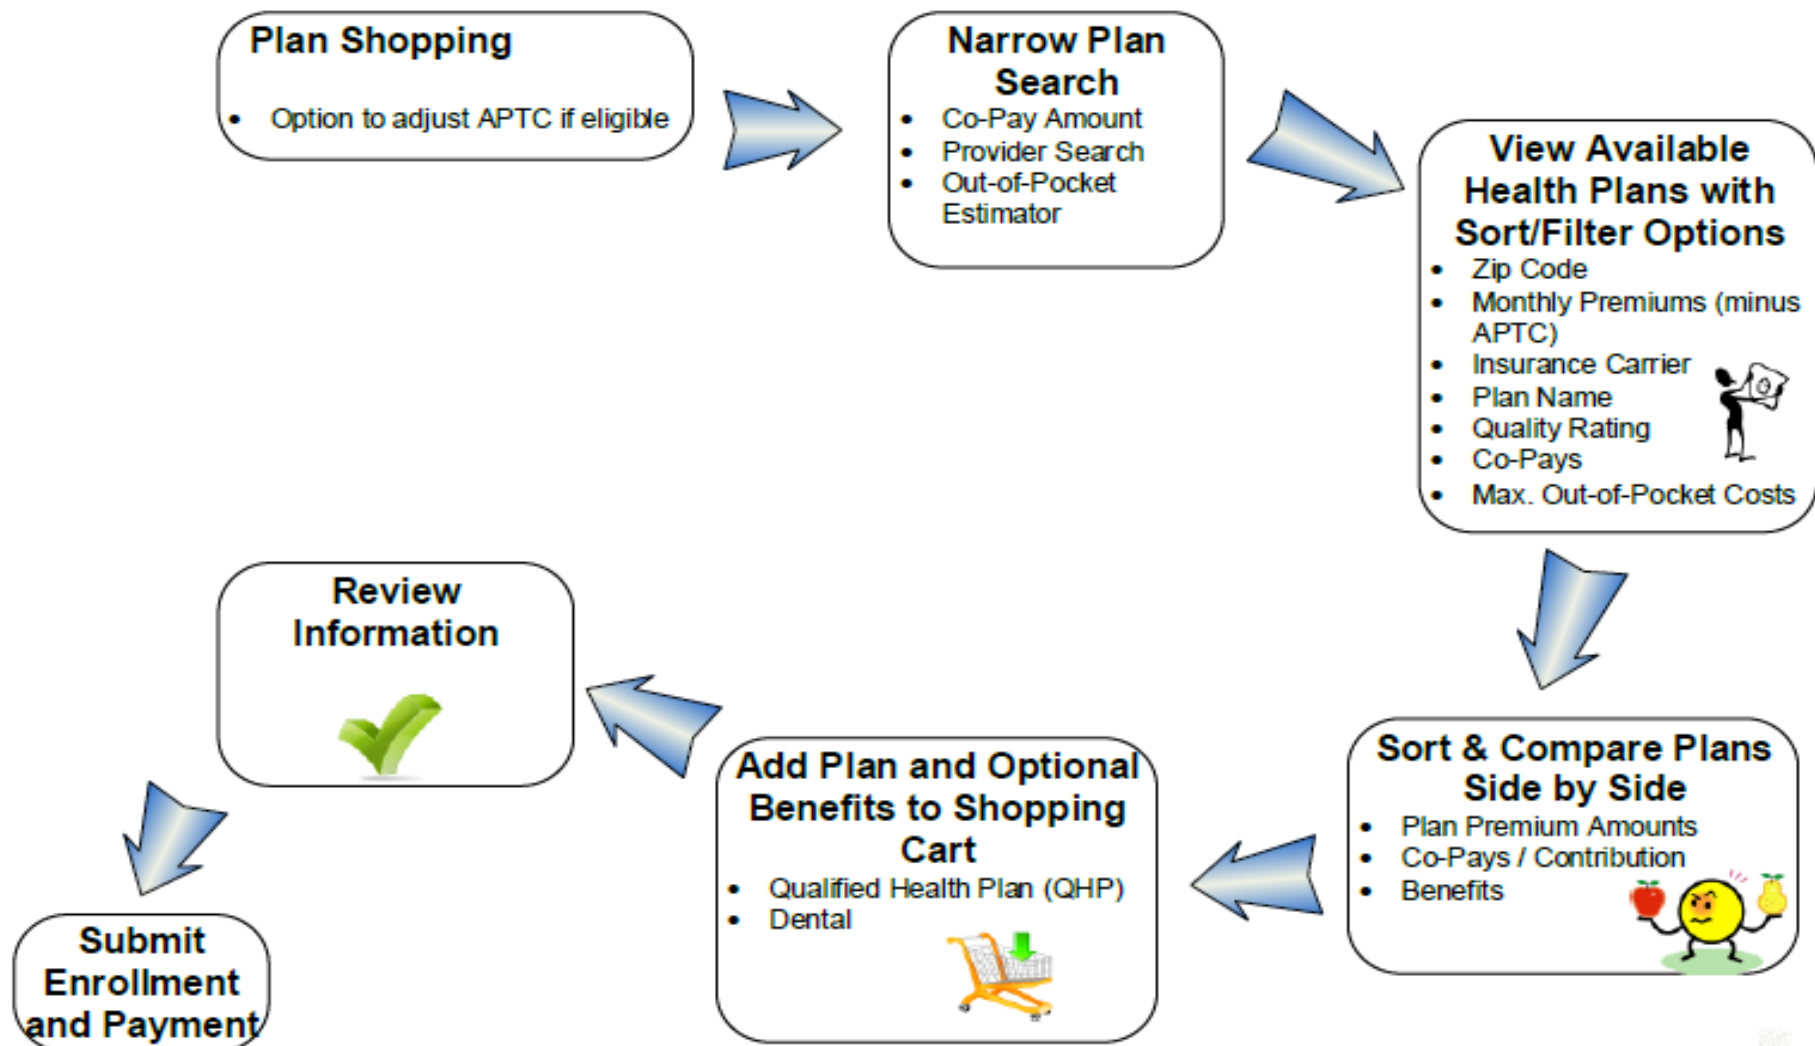 Plan Shopping
• Option to adjust APTC if eligible
Narrow Plan
Search
• Co-Pay Amount
• Provider Search
• Out-of-Pocket
Estimator
View Available
Health Plans with
Sort/Filter Options
• Zip Code
• Monthly Premiums (minus
APTC)
• Insurance Carrier
• Plan Name
• Quality Rating
• Co-Pays
• Max. Out-of-Pocket Costs
Sort & Compare Plans
Side by Side
• Plan Premium Amounts
• Co-Pays / Contribution
• Benefits
Add Plan and Optional
Benefits to Shopping
Cart
• Qualified Health Plan (QHP)
• Dental
Review
Information
Submit
Enrollment
and Payment